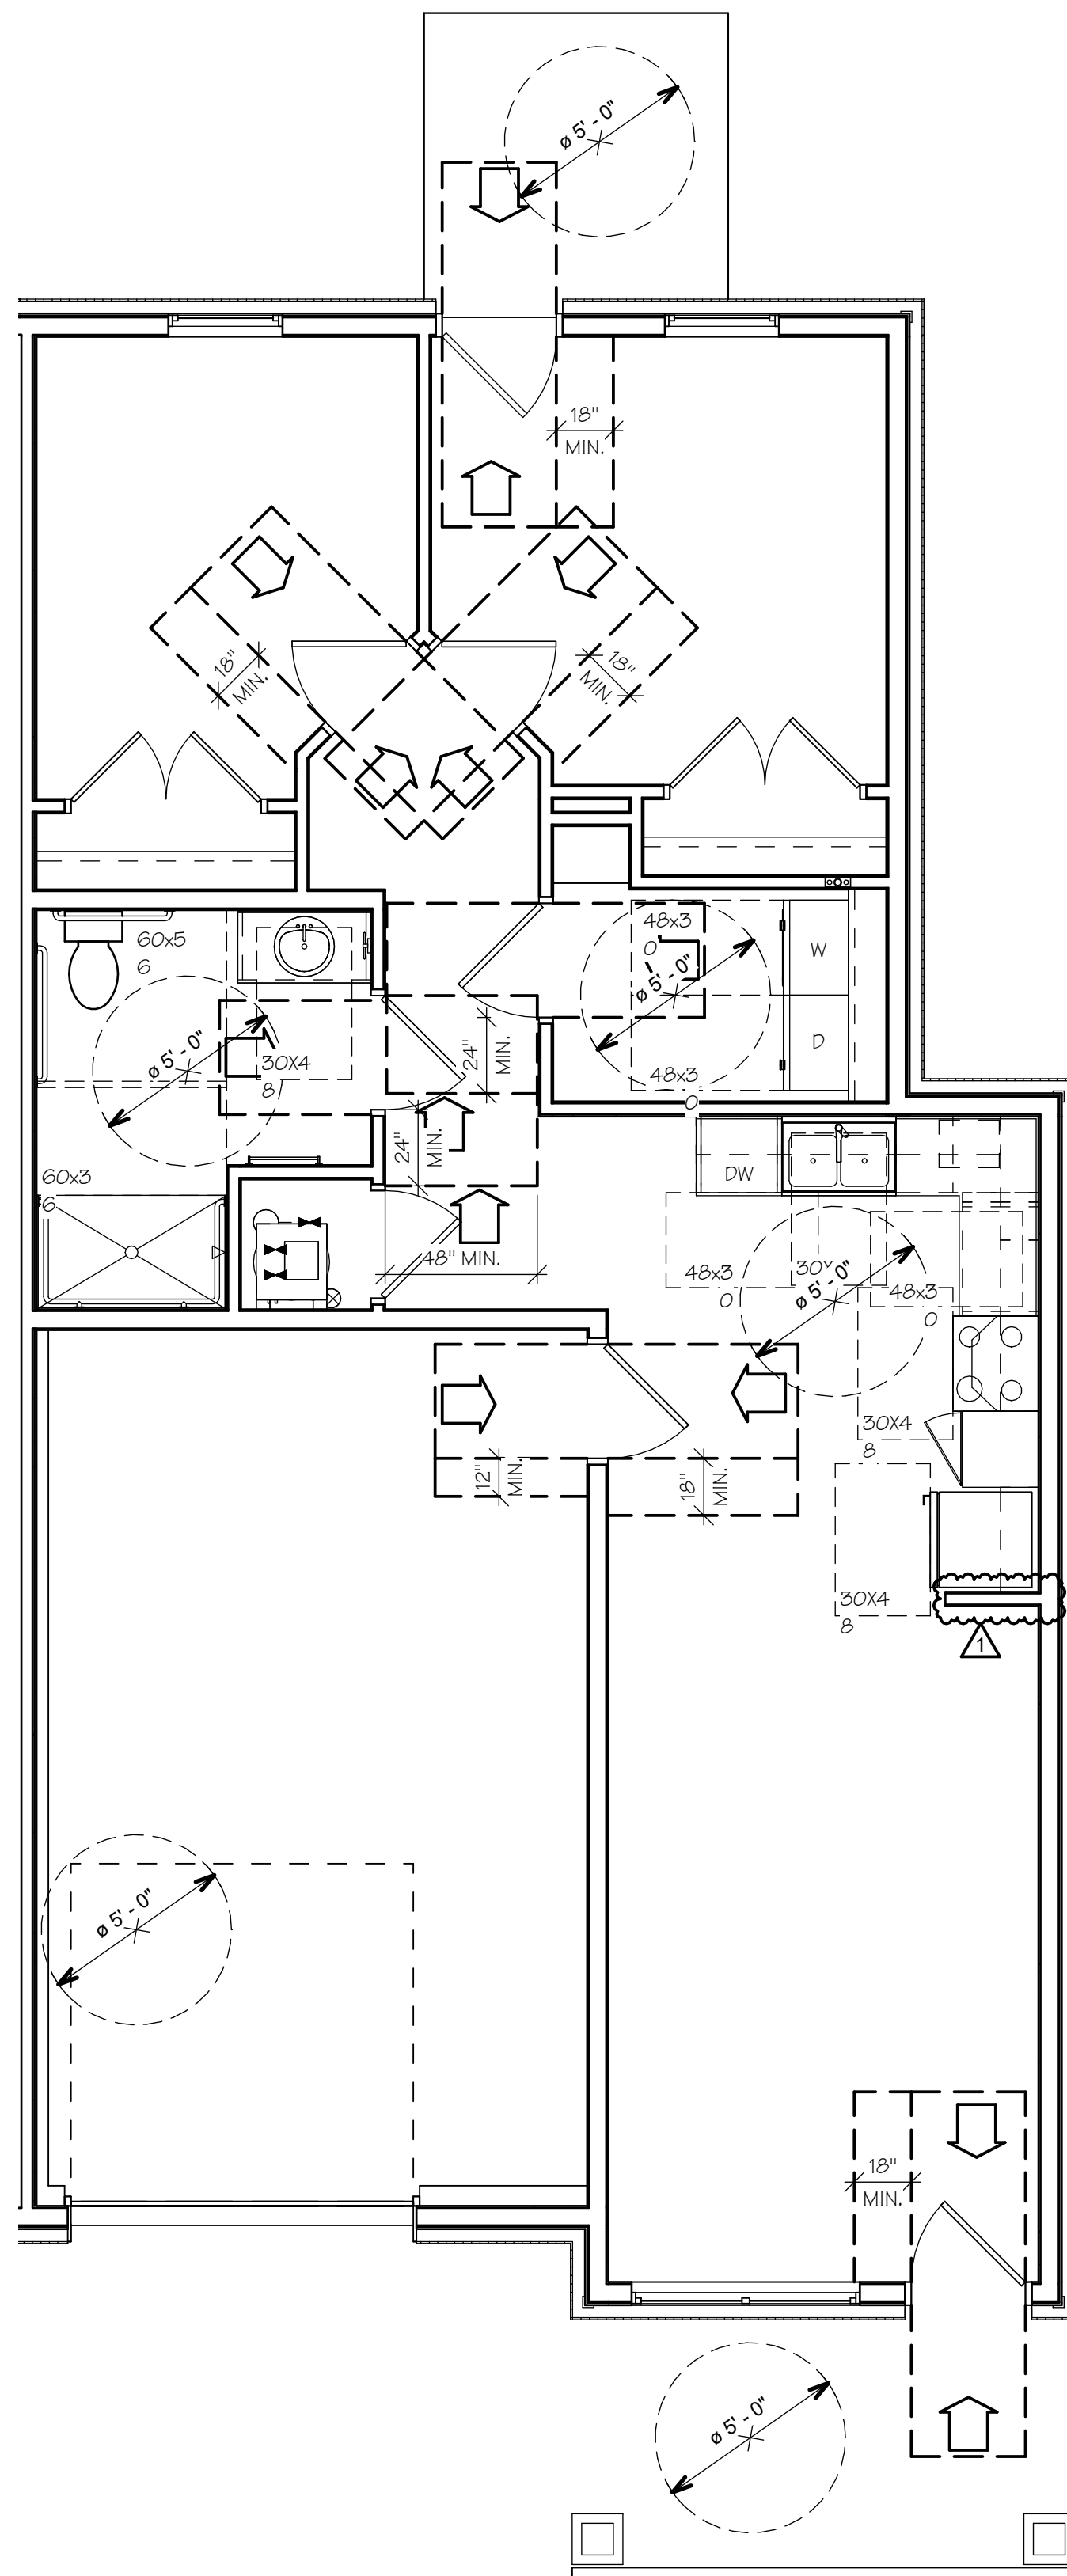 ø 5' - 0"
18"
MIN.
18"
MIN.
18"
MIN.
60x5
6
48x3
0
W
ø 5' - 0"
ø 5' - 0"
24"
MIN.
D
30X4
8
48x3
0
24"
MIN.
DW
60x3
6
48" MIN.
48x3
0
30
ø 5' - 0"
48x3
0
30X4
8
12"
MIN.
18"
MIN.
30X4
8
1
ø 5' - 0"
18"
MIN.
ø 5' - 0"